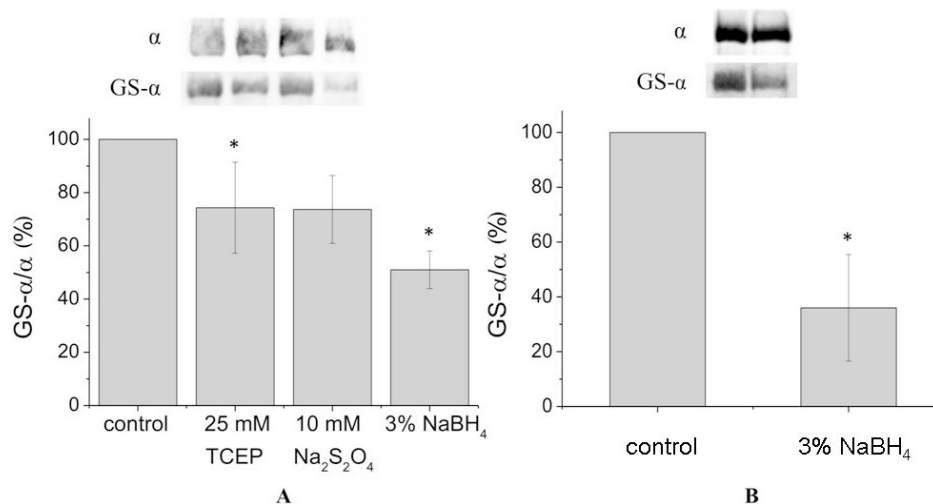 α
GS-α
GS-α/α (%)
100
80
60
40
20
0
*
*
control
25 mM
TCEP
10 mM
Na₂S₂O₄
3% NaBH₄
A
α
GS-α
GS-α/α (%)
100
80
60
40
20
0
*
control
3% NaBH₄
B